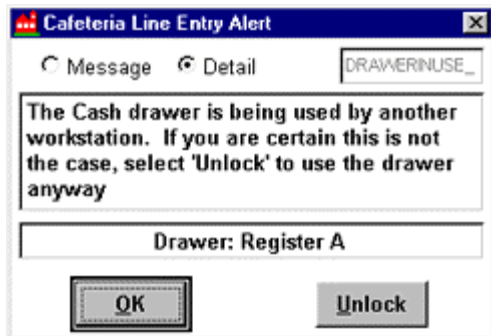 Cafeteria Line Entry Alert
Message Detail DRAWERINUSE_
The Cash drawer is being used by another
workstation. If you are certain this is not
the case, select 'Unlock' to use the drawer
anyway
Drawer: Register A
OK Unlock